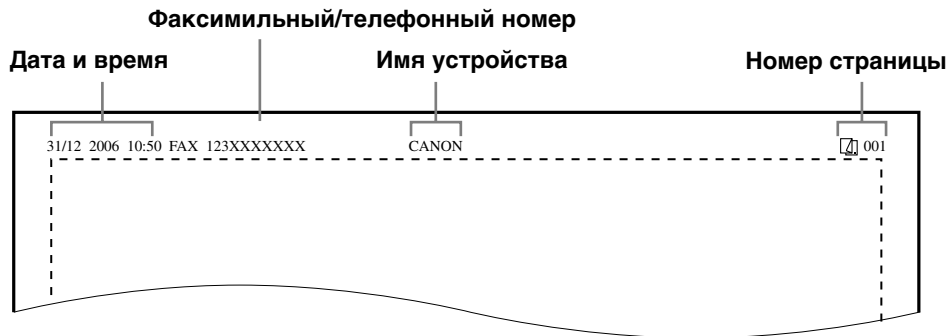 Факсимильный/телефонный номер
Дата и время Имя устройства Номер страницы
31/12 2006 10:50 FAX 123XXXXXXX CANON 001